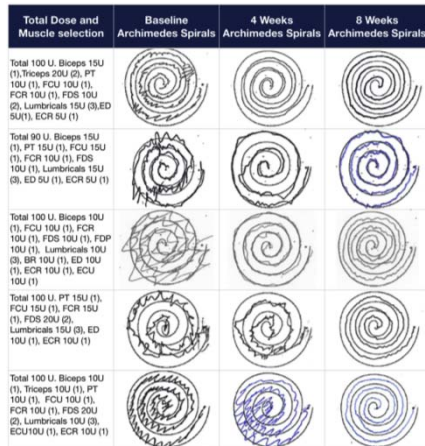 Total Dose and
Muscle selection
Baseline
Archimedes Spirals
4 Weeks
Archimedes Spirals
8 Weeks
Archimedes Spirals
Total 100 U. Biceps 15U
(1),Triceps 20U (2), PT
10U (1), FCU 10U (1),
FCR 10U (1), FDS 10U
(2), Lumbricals 15U (3),ED
5U(1), ECR 5U (1)
Total 90 U. Biceps 15U
(1), PT 15U (1), FCU 15U
(1), FCR 10U (1), FDS
10U (1), Lumbricals 15U
(3), ED 5U (1), ECR 5U (1)
Total 100 U. Biceps 10U
(1), FCU 10U (1), FCR
10U (1), FDS 10U (1), FDP
10U (1), Lumbricals 10U
(3), BR 10U (1), ED 10U
(1), ECR 10U (1), ECU
10U (1)
Total 100 U. PT 15U (1),
FCU 15U (1), FCR 15U
(1), FDS 20U (2),
Lumbricals 15U (3), ED
10U (1), ECR 10U (1)
Total 100 U. Biceps 10U
(1), Triceps 10U (1), PT
10U (1), FCU 10U (1),
FCR 10U (1), FDS 20U
(2), Lumbricals 10U (3),
ECU10U (1), ECR 10U (1)